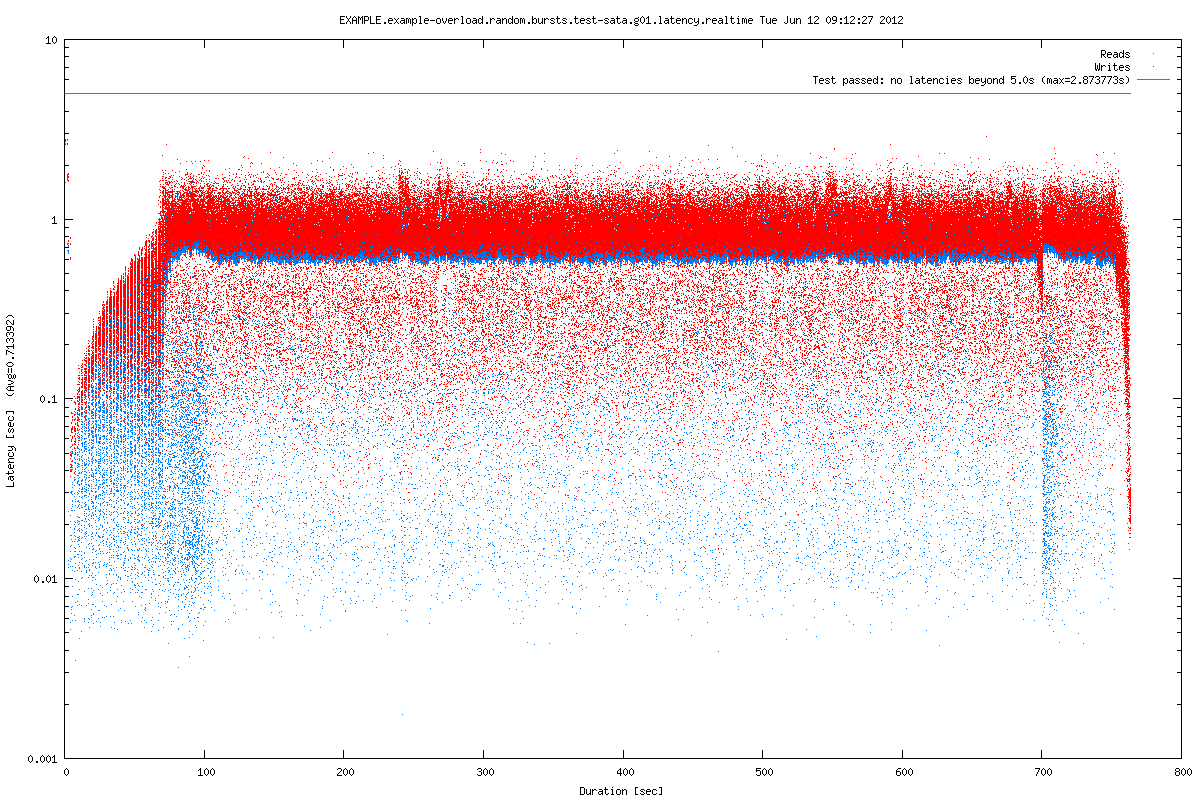 EXAMPLE.example-overload.random.bursts.test-sata.g01.latency.realtime Tue Jun 12 09:12:27 2012
Reads
Writes
Test passed: no latencies beyond 5.0s (max=2.873773s)
10
1
0.1
0.01
0.001
Latency [sec] (Avg=0.713392)
0 100 200 300 400 500 600 700 800
Duration [sec]